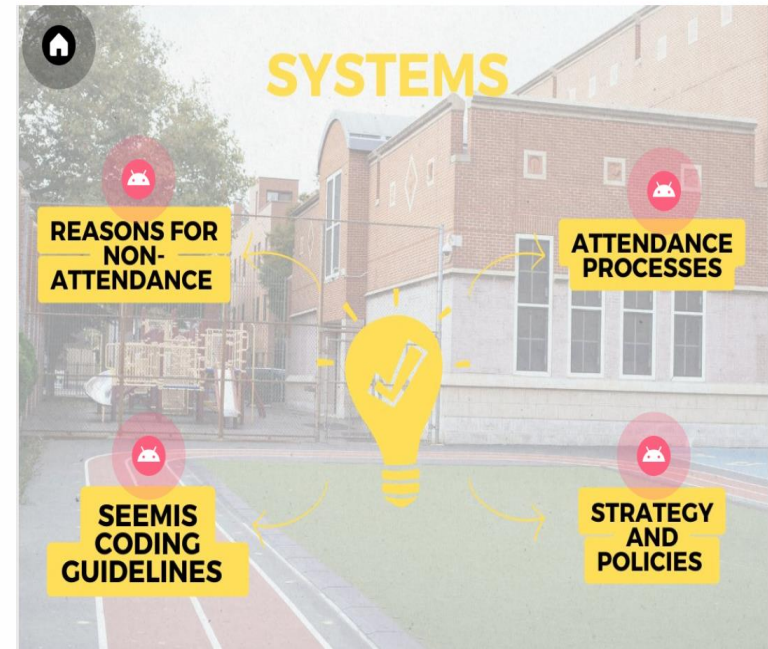 SYSTEMS
REASONS FOR
NON-
ATTENDANCE
ATTENDANCE
PROCESSES
SEEMIS
CODING
GUIDELINES
STRATEGY
AND
POLICIES